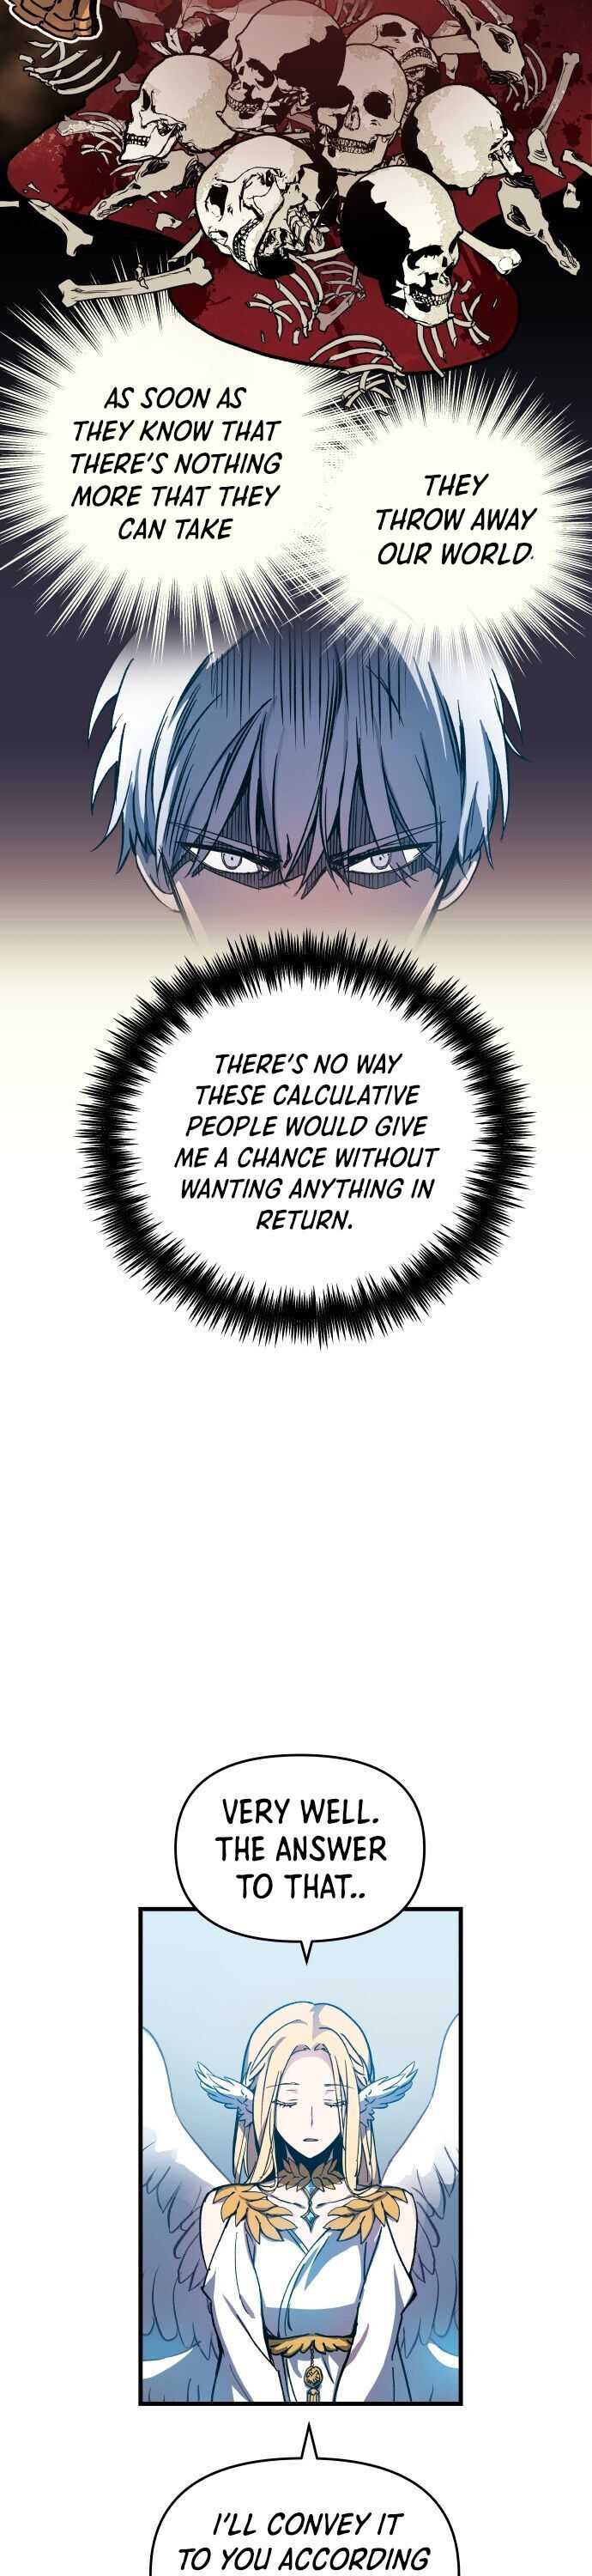 AS SOON AS
THEY KNOW THAT
THERE'S NOTHING
MORE THAT THEY
CAN TAKE
THEY
THROW AWAY
OUR WORLD.
THERE'S NO WAY
THESE CALCULATIVE
PEOPLE WOULD GIVE
ME A CHANCE WITHOUT
WANTING ANYTHING IN
RETURN.
VERY WELL.
THE ANSWER
TO THAT..
I'LL CONVEY IT
TO YOU ACCORDING